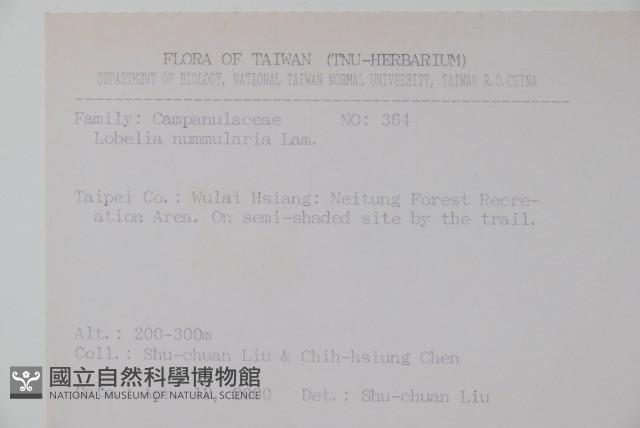 FLORA OF TAIWAN (TNU-HERBARIUM)
DEPARTMENT OF BIOLOGY, NATIONAL TAIWAN NORMAL UNIVERSITY, TAIWAN R.O.CHINA
Family: Campanulaceae NO: 364
Lobelia nummularia Lam.
Taipei Co.: Wulai Hsiang: Neitung Forest Recre-
ation Area. On semi-shaded site by the trail.
Alt.: 200-300m
Coll.: Shu-chuan Liu & Chih-hsiung Chen
Det.: Shu-chuan Liu
國立自然科學博物館
NATIONAL MUSEUM OF NATURAL SCIENCE